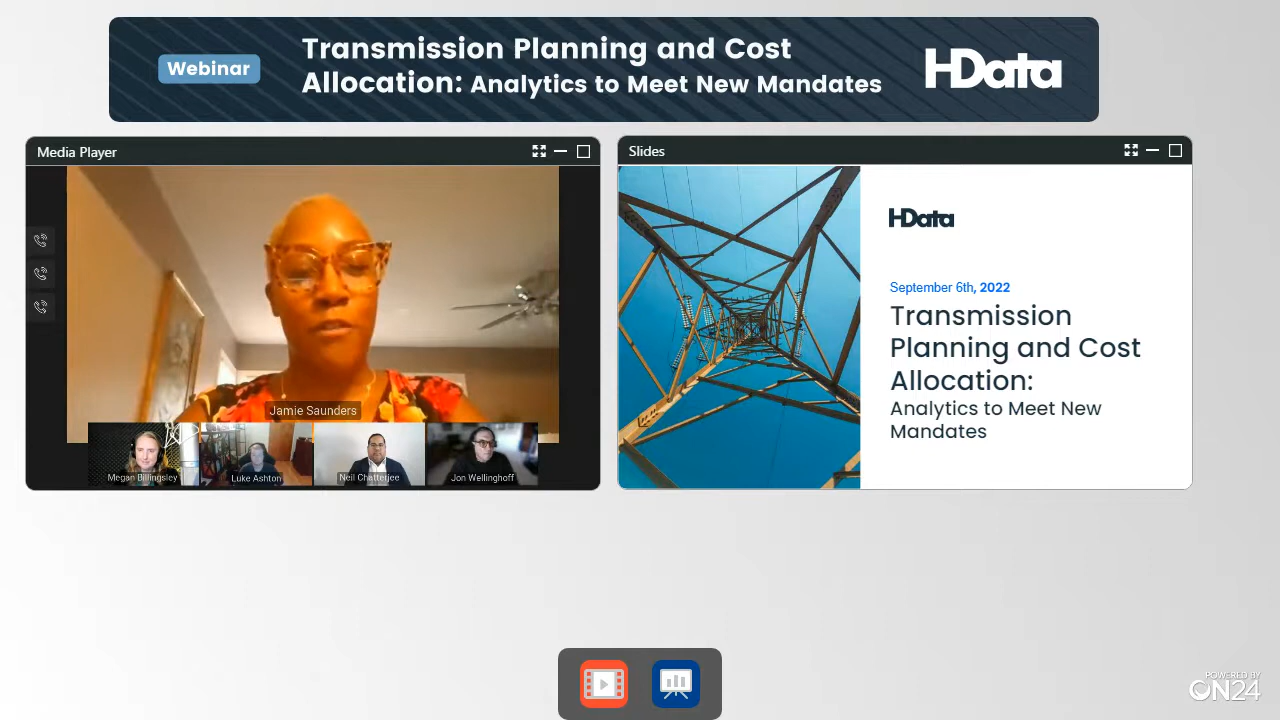 Webinar
Transmission Planning and Cost
Allocation: Analytics to Meet New Mandates
HData
Media Player
Slides
Jamie Saunders
Megan Billingsley
Luke Ashton
Neil Chatterjee
Jon Wellinghoff
HData
September 6th, 2022
Transmission
Planning and Cost
Allocation:
Analytics to Meet New
Mandates
POWERED BY
ON24